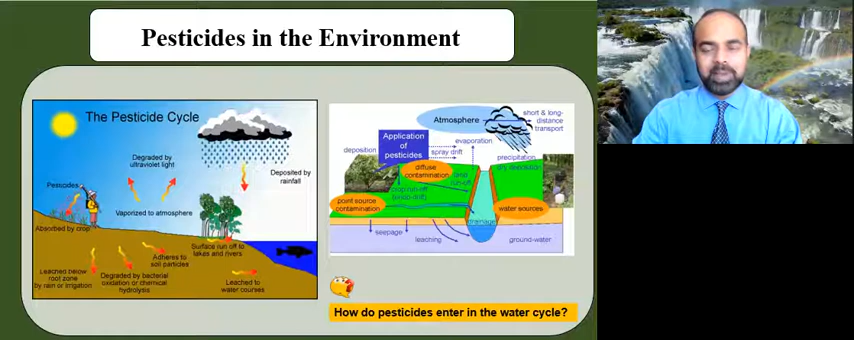 Pesticides in the Environment
The Pesticide Cycle
Degraded by
ultraviolet light
Deposited by
rainfall
Pesticides
Vaporized to atmosphere
Absorbed by crop
Surface run off to
lakes and rivers
Adheres to
soil particles
Leached below
root zone
by rain or irrigation
Degraded by bacterial
oxidation or chemical
hydrolysis
Leached to
water courses
Atmosphere
short & long-
distance
transport
Application
of
pesticides
deposition
spray drift
evaporation
precipitation
dry deposition
diffuse
contamination
run-off
point source
contamination
water sources
drainage
seepage
leaching
ground-water
How do pesticides enter in the water cycle?